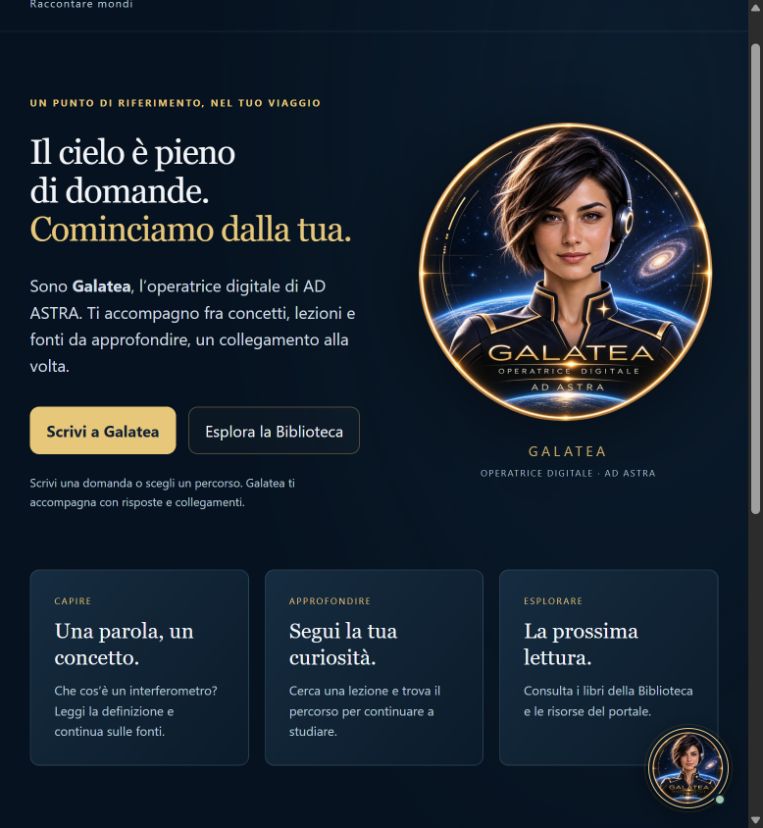 Raccontare mondi
UN PUNTO DI RIFERIMENTO, NEL TUO VIAGGIO
Il cielo è pieno
di domande.
Cominciamo dalla tua.
Sono Galatea, l'operatrice digitale di AD
ASTRA. Ti accompagno fra concetti, lezioni e
fonti da approfondire, un collegamento alla
volta.
Scrivi a Galatea
Esplora la Biblioteca
Scrivi una domanda o scegli un percorso. Galatea ti
accompagna con risposte e collegamenti.
GALATEA
OPERATRICE DIGITALE
AD ASTRA
GALATEA
OPERATRICE DIGITALE · AD ASTRA
CAPIRE
Una parola, un
concetto.
Che cos'è un interferometro?
Leggi la definizione e
continua sulle fonti.
APPROFONDIRE
Segui la tua
curiosità.
Cerca una lezione e trova il
percorso per continuare a
studiare.
ESPLORARE
La prossima
lettura.
Consulta i libri della Biblioteca
e le risorse del portale.
GALATEA